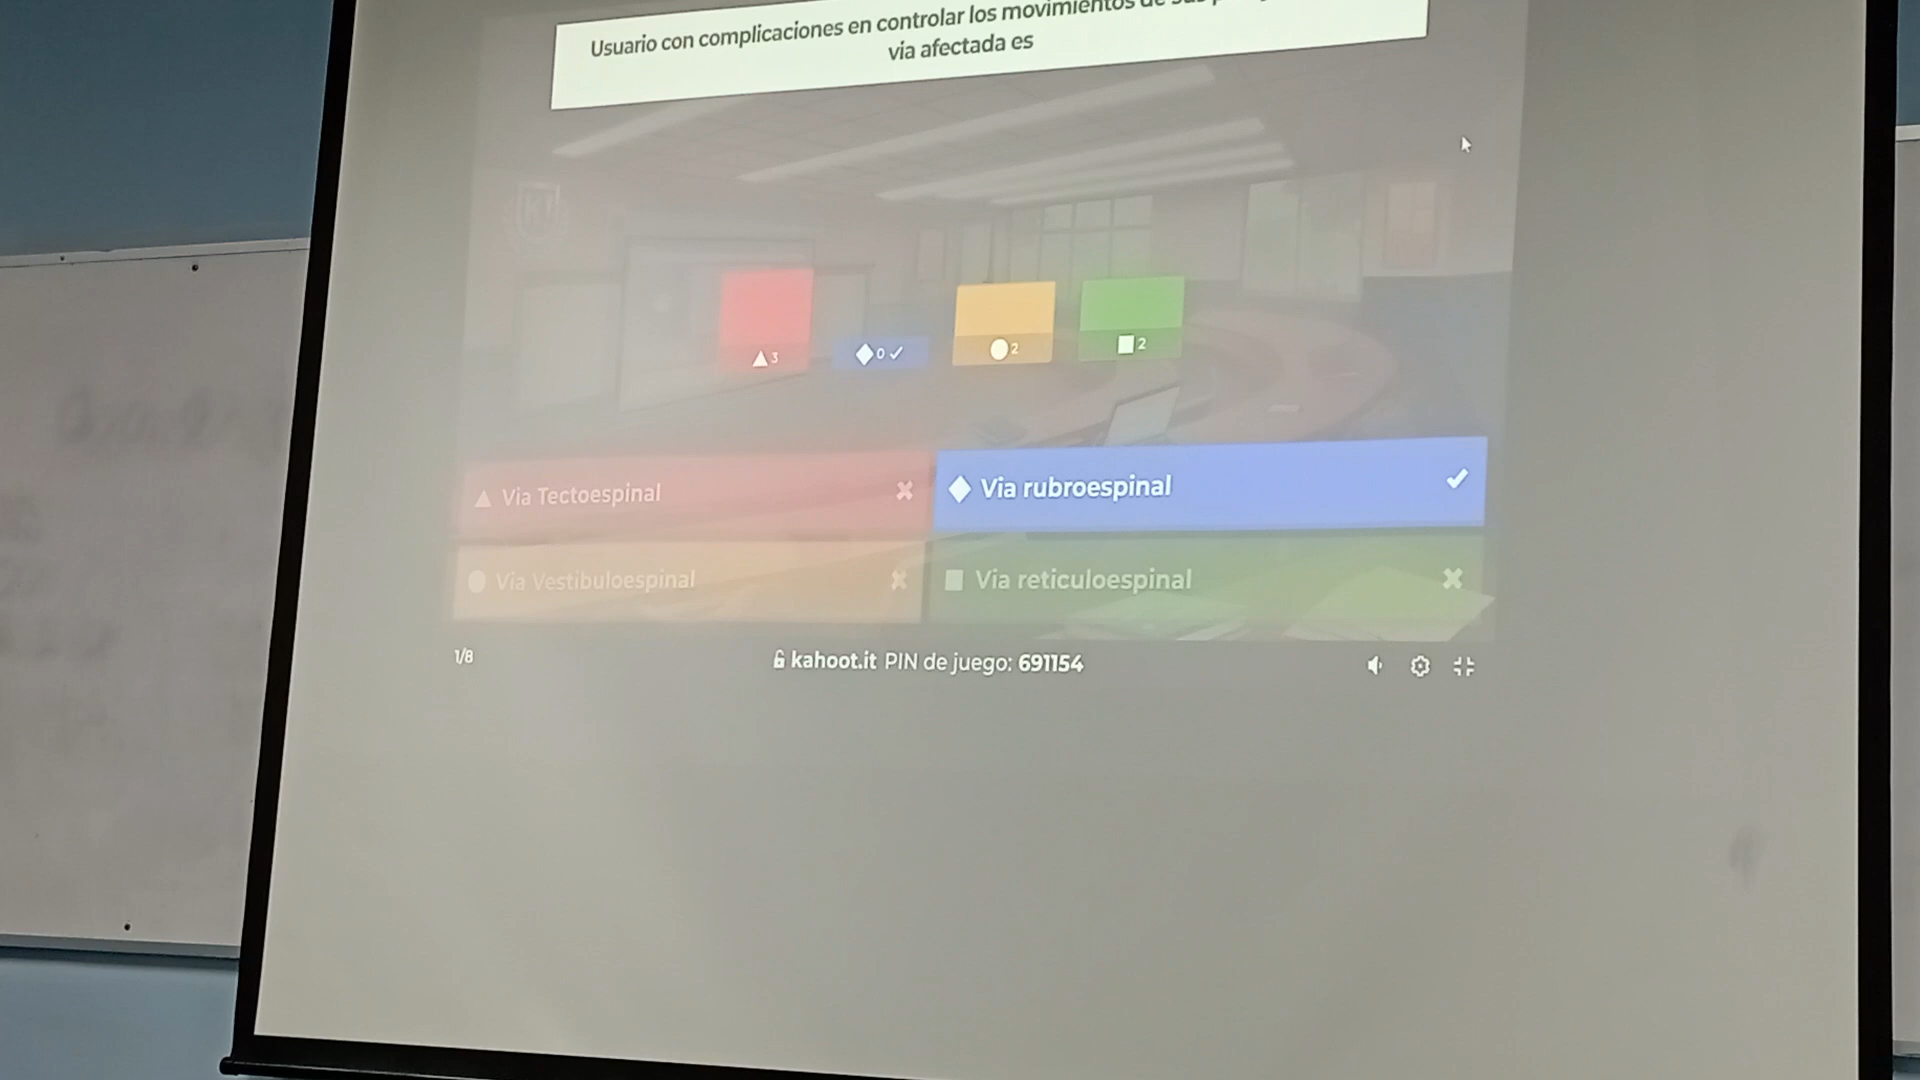 Usuario con complicaciones en controlar los movimientos de
via afectada es
3
0
2
2
Via Tectoespinal
Via rubroespinal
Via Vestibuloespinal
Via reticuloespinal
1/8
kahoot.it PIN de juego: 691154